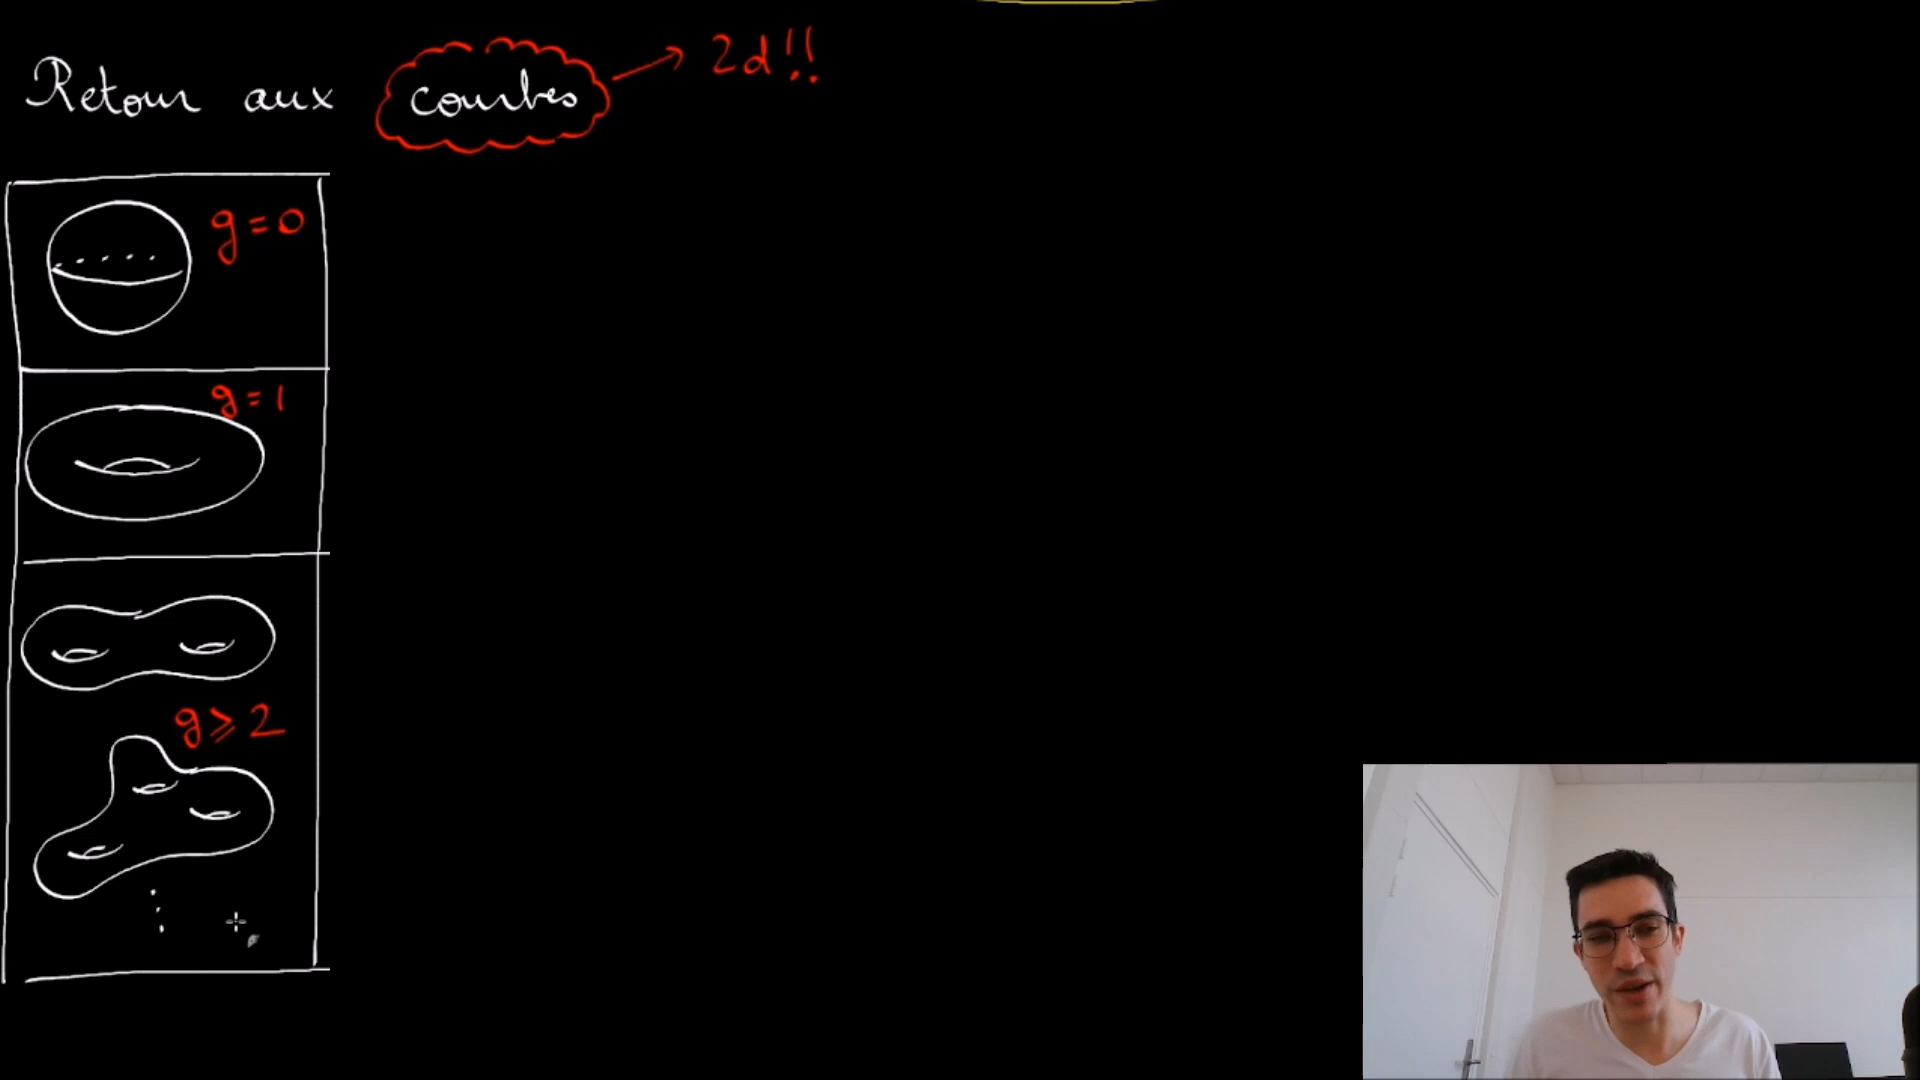 Retour aux courbes → 2d!!
g=0
g=1
g⩾2